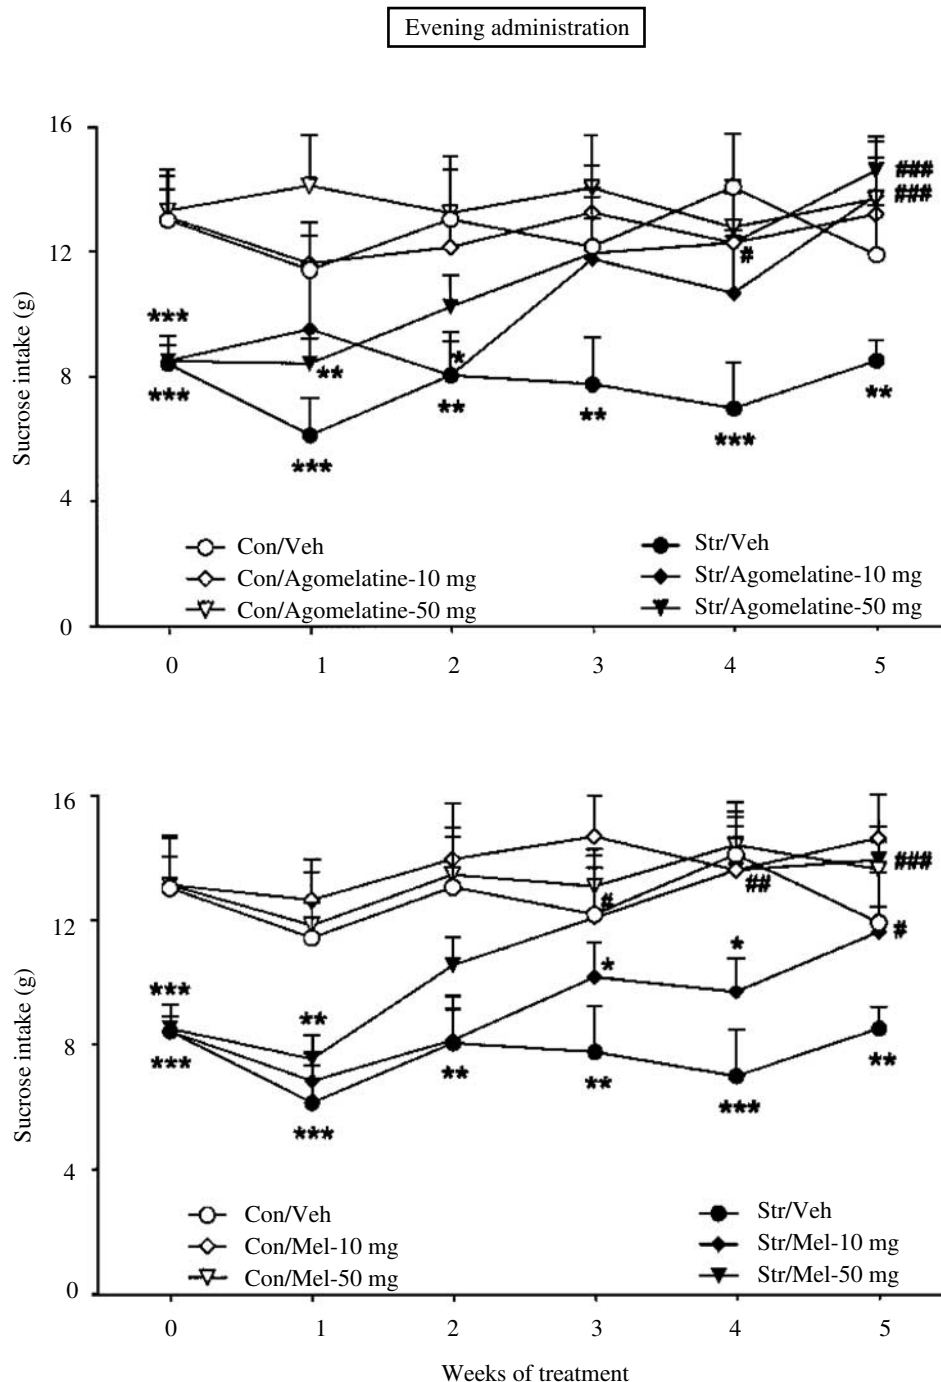 Evening administration
16
12
8
4
0
Sucrose intake (g)
***
***
***
**
*
**
**
#
***
###
###
**
Con/Veh
Con/Agomelatine-10 mg
Con/Agomelatine-50 mg
Str/Veh
Str/Agomelatine-10 mg
Str/Agomelatine-50 mg
0 1 2 3 4 5
16
12
8
4
0
Sucrose intake (g)
***
***
**
***
**
#
*
**
##
*
***
###
#
**
Con/Veh
Con/Mel-10 mg
Con/Mel-50 mg
Str/Veh
Str/Mel-10 mg
Str/Mel-50 mg
0 1 2 3 4 5
Weeks of treatment